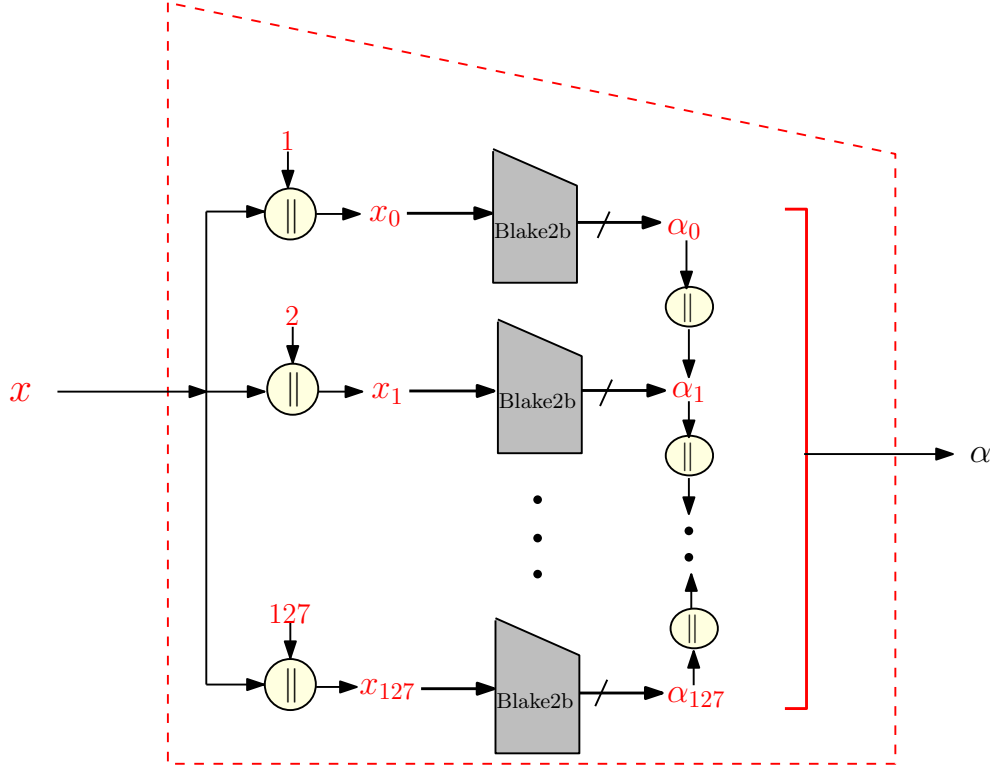 1
|| x₀ Blake2b α₀
||
2
x || x₁ Blake2b α₁
||
α
||
127
|| x₁₂₇ Blake2b α₁₂₇